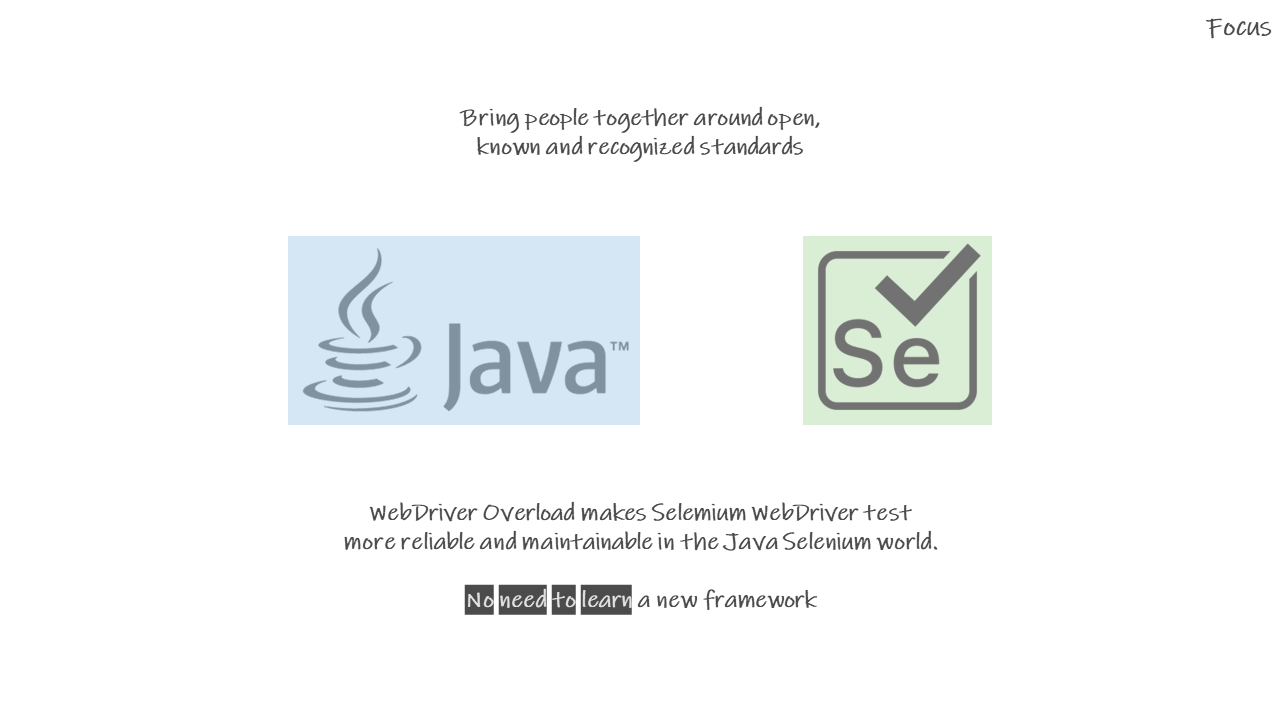 Focus
Bring people together around open,
known and recognized standards
Java™
Se
WebDriver Overload makes Selemium WebDriver test
more reliable and maintainable in the Java Selenium world.
No need to learn a new framework